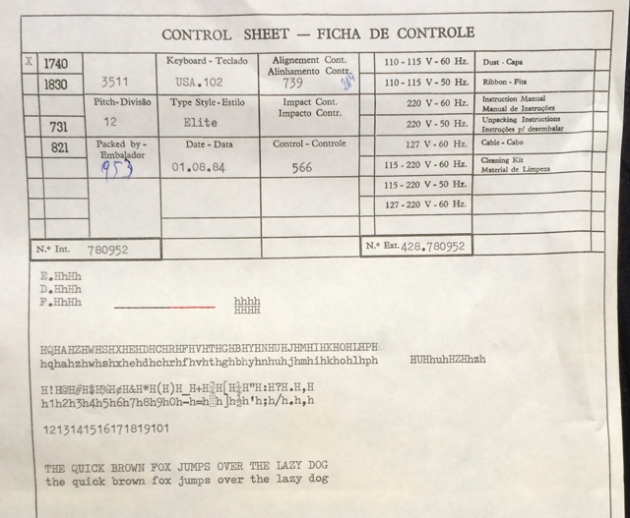 CONTROL SHEET — FICHA DE CONTROLE
X 1740
1830
731
821
3511
Pitch-Divisão
12
Packed by -
Embalador
953
Keyboard - Teclado
USA.102
Type Style-Estilo
Elite
Date - Data
01.08.84
Alignement Cont.
Alinhamento Contr.
739
Impact Cont.
Impacto Contr.
Control - Controle
566
110-115 V - 60 Hz.
110-115 V - 50 Hz.
220 V - 60 Hz.
220 V - 50 Hz.
127 V - 60 Hz.
115-220 V - 60 Hz.
115-220 V - 50 Hz.
127-220 V - 60 Hz.
Dust - Capa
Ribbon - Fita
Instruction Manual
Manual de Instruções
Unpacking Instructions
Instruções p/ desembalar
Cable - Cabo
Cleaning Kit
Material de Limpeza
N.º Int. 780952
N.º Ext. 428.780952
E.HhHh
D.HhHh
F.HhHh
hhhh
HHHH
HQHAHZHWHSHXHEHDHCHRHFHVHTHGHBHYHNHUHJHMHIHKHOHLHPH
hqhahzhwhshxhehdhchrhfhvhthghbhyhnhuhjhmhihkhohlhph HUHhuhHZHhzh
H!H@H#H$H%H¢H&H*H(H)H_H+H H[H H"H:H?H.H,H
h1h2h3h4h5h6h7h8h9h0h-h=h h]h½h'h;h/h.h,h
1213141516171819101
THE QUICK BROWN FOX JUMPS OVER THE LAZY DOG
the quick brown fox jumps over the lazy dog